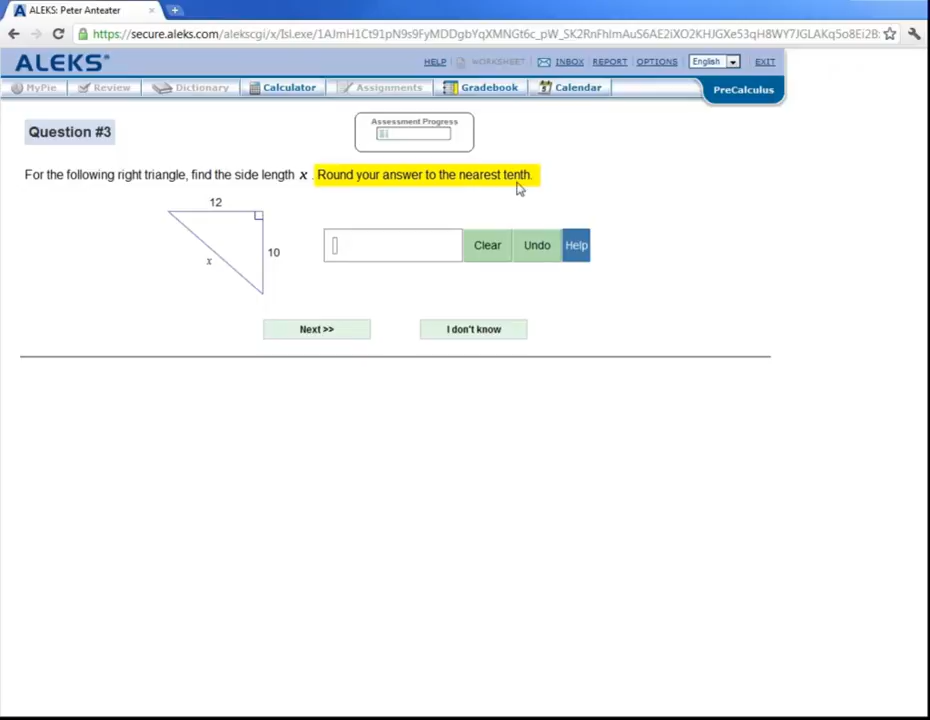 ALEKS: Peter Anteater
https://secure.aleks.com/alekscgi/x/Isl.exe/
ALEKS
HELP WORKSHEET INBOX REPORT OPTIONS English EXIT
MyPie Review Dictionary Calculator Assignments Gradebook Calendar PreCalculus
Question #3
Assessment Progress
For the following right triangle, find the side length x . Round your answer to the nearest tenth.
12
10
x
Clear Undo Help
Next >> I don't know